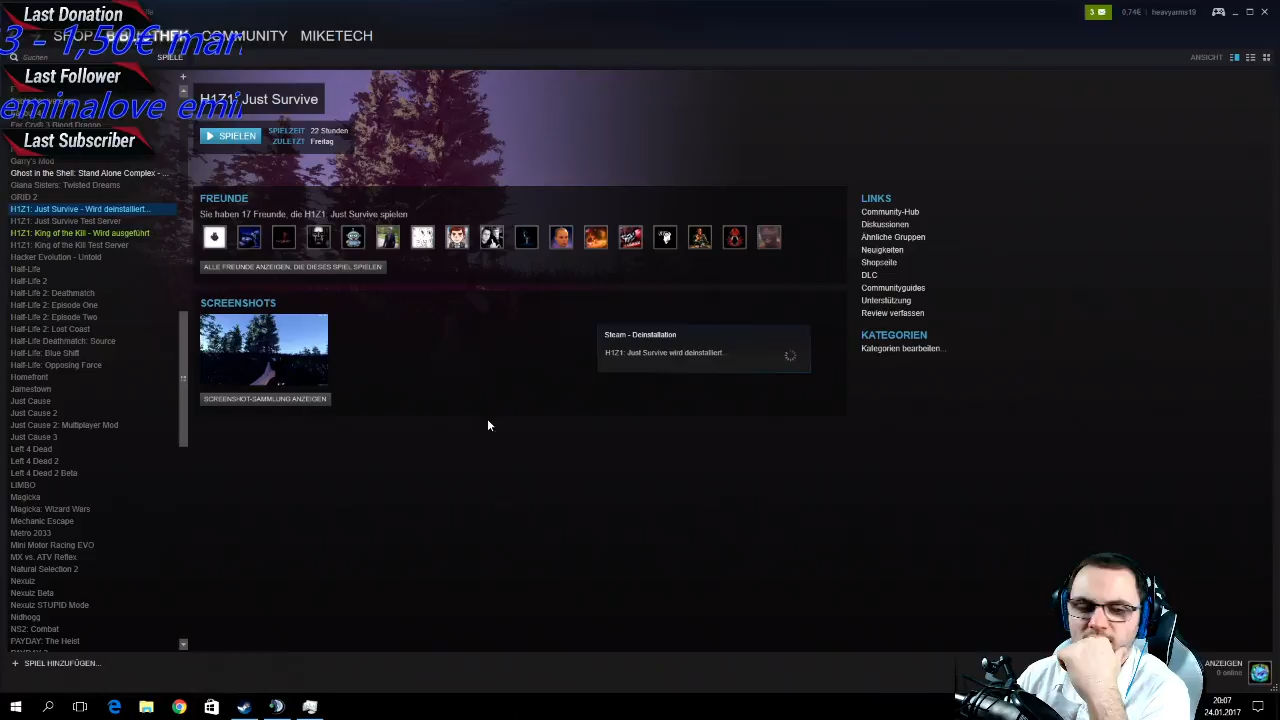 Last Donation
3 - 1,50€ mar
SHOP BIBLIOTHEK COMMUNITY MIKETECH
3
0,74€
heavyarms19
Suchen
SPIELE
ANSICHT
Last Follower
eminalove emi
Last Subscriber
Garry's Mod
Ghost in the Shell: Stand Alone Complex - ...
Giana Sisters: Twisted Dreams
GRID 2
H1Z1: Just Survive - Wird deinstalliert...
H1Z1: Just Survive Test Server
H1Z1: King of the Kill - Wird ausgeführt
H1Z1: King of the Kill Test Server
Hacker Evolution - Untold
Half-Life
Half-Life 2
Half-Life 2: Deathmatch
Half-Life 2: Episode One
Half-Life 2: Episode Two
Half-Life 2: Lost Coast
Half-Life Deathmatch: Source
Half-Life: Blue Shift
Half-Life: Opposing Force
Homefront
Jamestown
Just Cause
Just Cause 2
Just Cause 2: Multiplayer Mod
Just Cause 3
Left 4 Dead
Left 4 Dead 2
Left 4 Dead 2 Beta
LIMBO
Magicka
Magicka: Wizard Wars
Mechanic Escape
Metro 2033
Mini Motor Racing EVO
MX vs. ATV Reflex
Natural Selection 2
Nexuiz
Nexuiz Beta
Nexuiz STUPID Mode
Nidhogg
NS2: Combat
PAYDAY: The Heist
SPIEL HINZUFÜGEN...
H1Z1: Just Survive
SPIELEN
SPIELZEIT 22 Stunden
ZULETZT Freitag
FREUNDE
Sie haben 17 Freunde, die H1Z1: Just Survive spielen
ALLE FREUNDE ANZEIGEN, DIE DIESES SPIEL SPIELEN
SCREENSHOTS
SCREENSHOT-SAMMLUNG ANZEIGEN
Steam - Deinstallation
H1Z1: Just Survive wird deinstalliert...
LINKS
Community-Hub
Diskussionen
Ähnliche Gruppen
Neuigkeiten
Shopseite
DLC
Communityguides
Unterstützung
Review verfassen
KATEGORIEN
Kategorien bearbeiten...
ANZEIGEN
0 online
20:07
24.01.2017